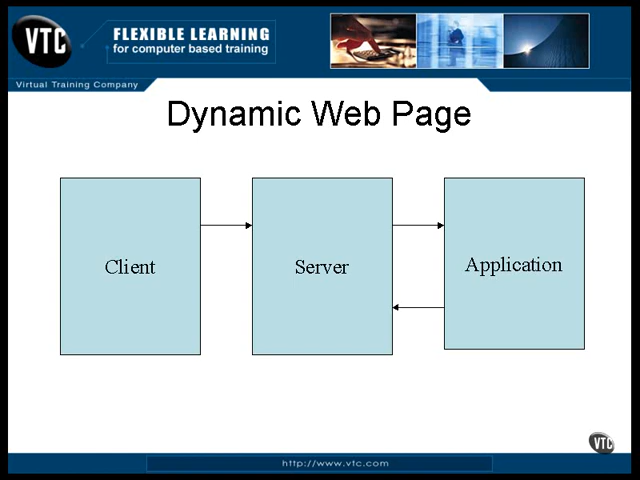 VTC
FLEXIBLE LEARNING
for computer based training
Virtual Training Company
Dynamic Web Page
Client
Server
Application
VTC
http://www.vtc.com